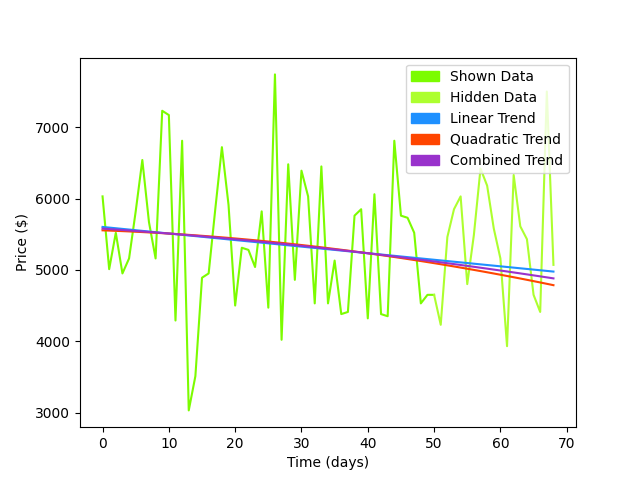 Shown Data
Hidden Data
Linear Trend
Quadratic Trend
Combined Trend
7000
6000
5000
4000
3000
Price ($)
0 10 20 30 40 50 60 70
Time (days)